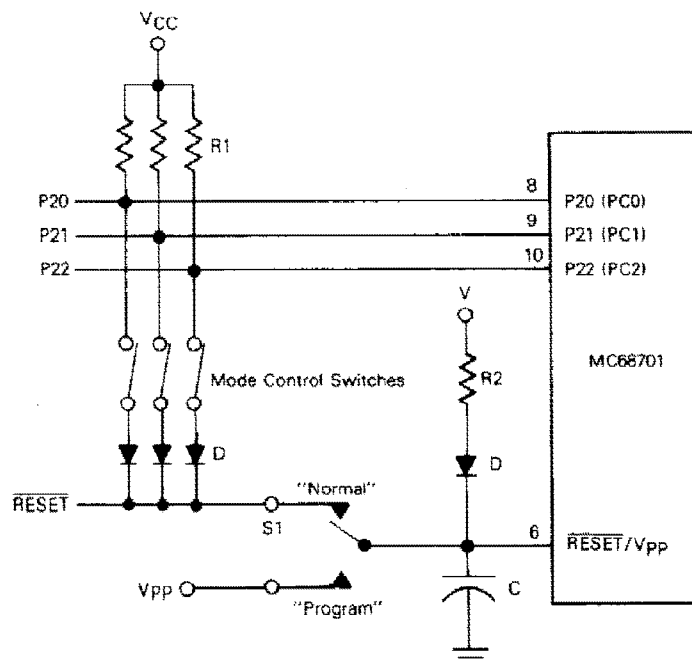 VCC
R1
P20
8
P20 (PC0)
P21
9
P21 (PC1)
P22
10
P22 (PC2)
V
MC68701
R2
Mode Control Switches
D
D
"Normal"
RESET
S1
6
RESET/VPP
VPP
"Program"
C